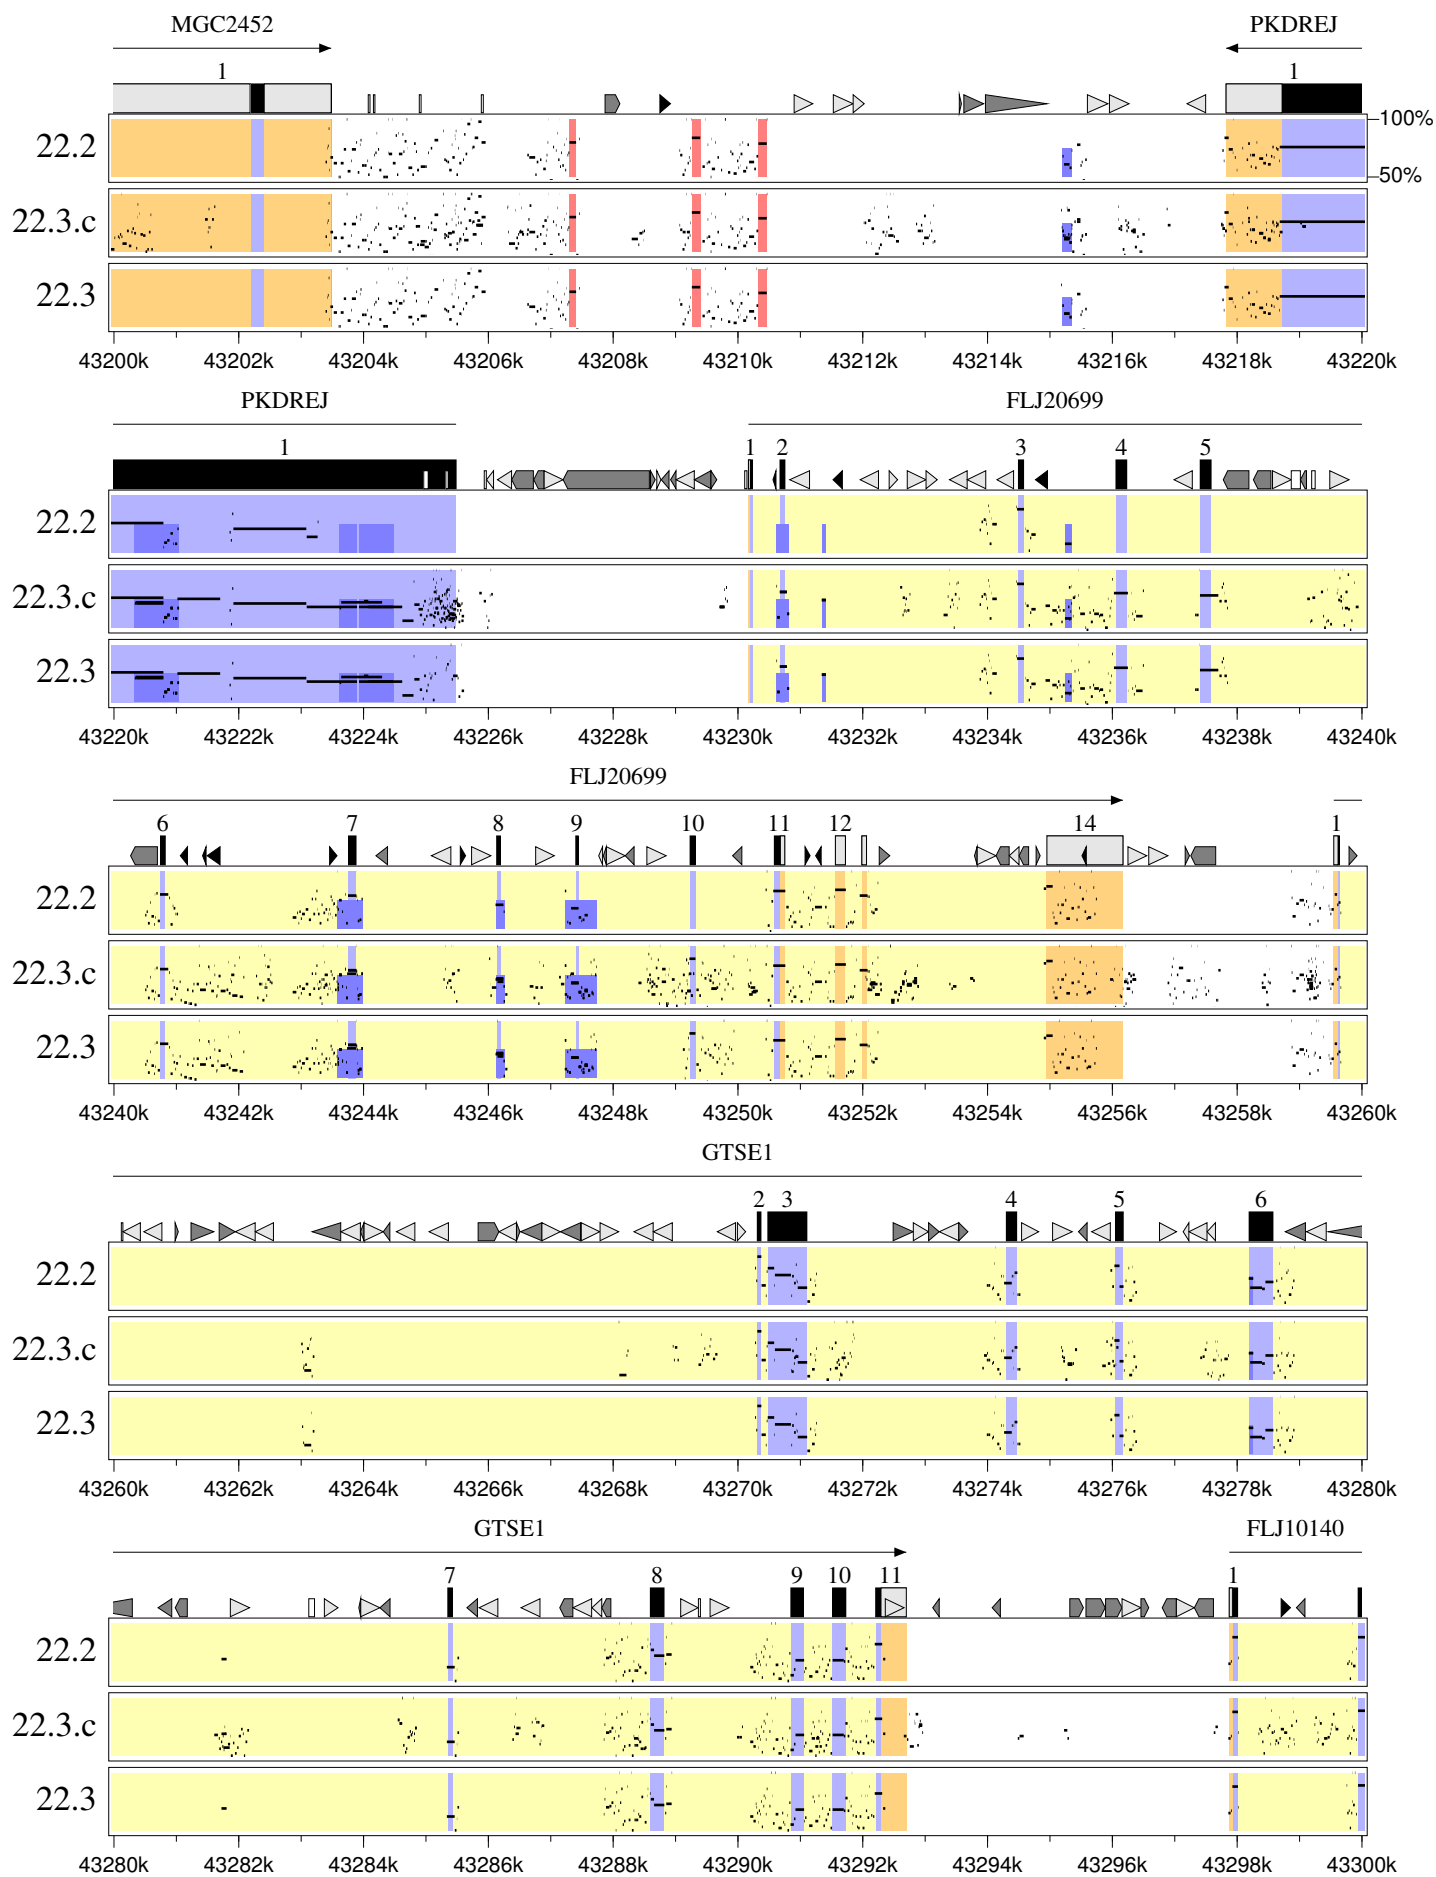 MGC2452 PKDREJ
1 1
22.2 100%
50%
22.3.c
22.3
43200k 43202k 43204k 43206k 43208k 43210k 43212k 43214k 43216k 43218k 43220k
PKDREJ FLJ20699
1 1 2 3 4 5
22.2
22.3.c
22.3
43220k 43222k 43224k 43226k 43228k 43230k 43232k 43234k 43236k 43238k 43240k
FLJ20699
6 7 8 9 10 11 12 14 1
22.2
22.3.c
22.3
43240k 43242k 43244k 43246k 43248k 43250k 43252k 43254k 43256k 43258k 43260k
GTSE1
2 3 4 5 6
22.2
22.3.c
22.3
43260k 43262k 43264k 43266k 43268k 43270k 43272k 43274k 43276k 43278k 43280k
GTSE1 FLJ10140
7 8 9 10 11 1
22.2
22.3.c
22.3
43280k 43282k 43284k 43286k 43288k 43290k 43292k 43294k 43296k 43298k 43300k